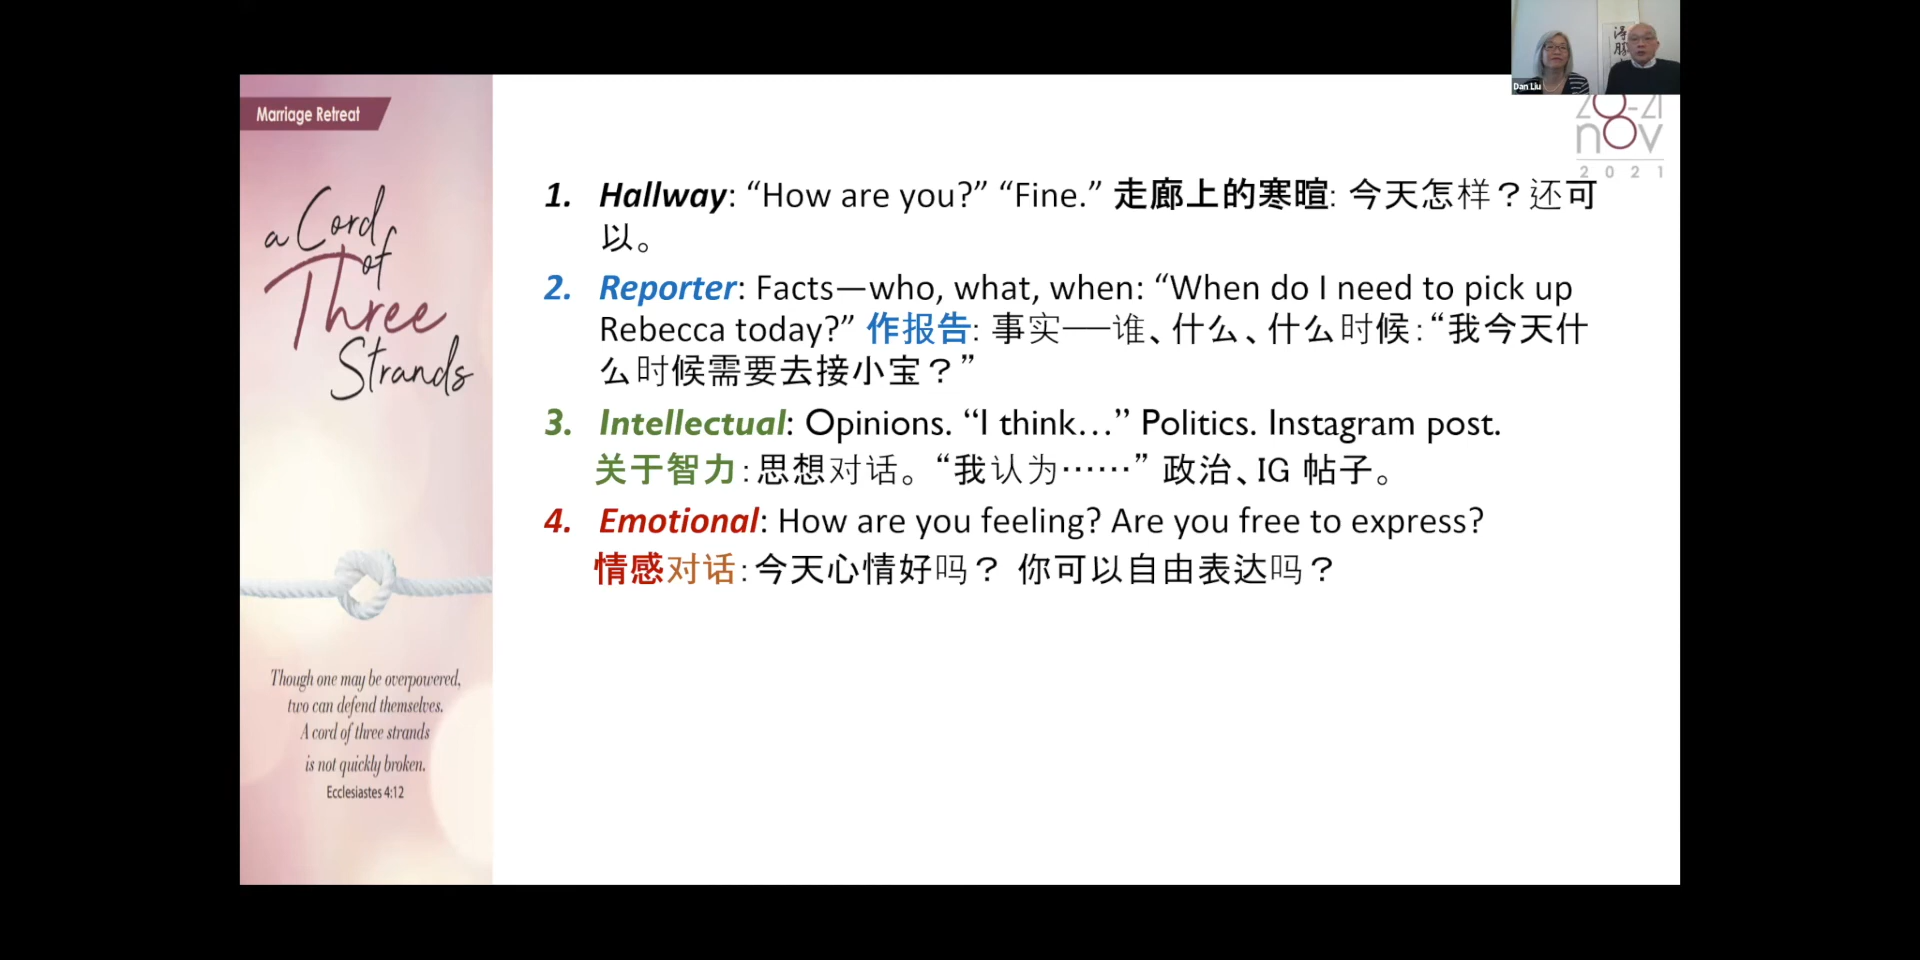 Marriage Retreat
a Cord
of
Three
Strands
Though one may be overpowered,
two can defend themselves.
A cord of three strands
is not quickly broken.
Ecclesiastes 4:12
Dan Liu
20-21
nov
2021
1. Hallway: “How are you?” “Fine.” 走廊上的寒暄: 今天怎样？还可
以。
2. Reporter: Facts—who, what, when: “When do I need to pick up
Rebecca today?” 作报告: 事实——谁、什么、什么时候：“我今天什
么时候需要去接小宝？”
3. Intellectual: Opinions. “I think…” Politics. Instagram post.
关于智力：思想对话。“我认为……” 政治、IG 帖子。
4. Emotional: How are you feeling? Are you free to express?
情感对话：今天心情好吗？ 你可以自由表达吗？